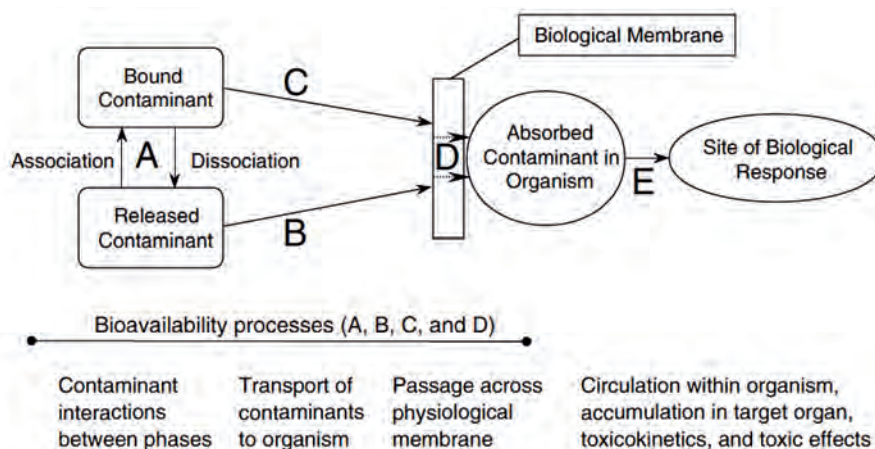 Biological Membrane
Bound
Contaminant
C
Association
A
Dissociation
D
Absorbed
Contaminant in
Organism
E
Site of Biological
Response
Released
Contaminant
B
Bioavailability processes (A, B, C, and D)
Contaminant
interactions
between phases
Transport of
contaminants
to organism
Passage across
physiological
membrane
Circulation within organism,
accumulation in target organ,
toxicokinetics, and toxic effects